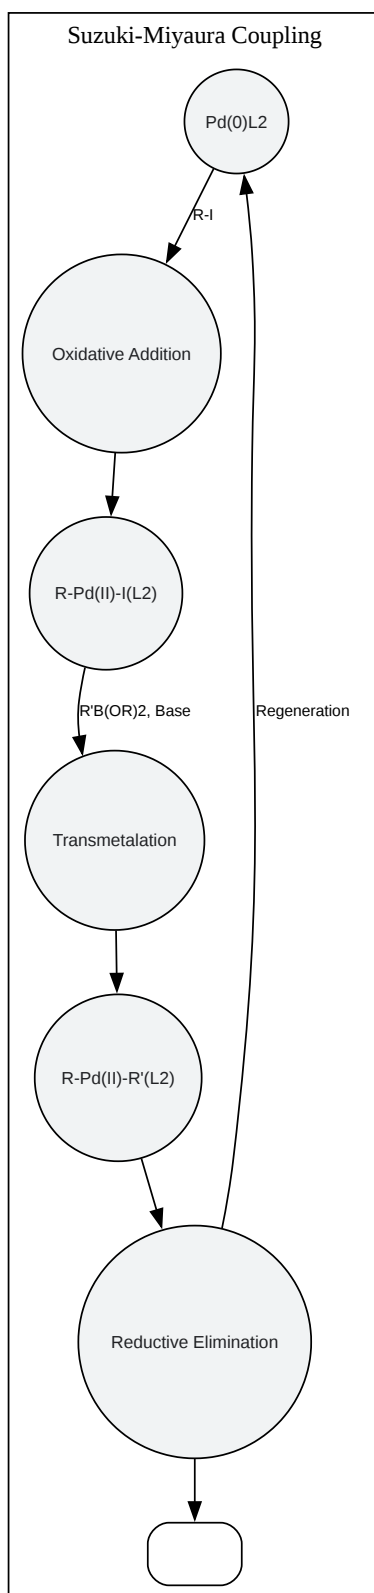 Suzuki-Miyaura Coupling
Pd(0)L2
R-I
Oxidative Addition
R-Pd(II)-I(L2)
R'B(OR)2, Base
Regeneration
Transmetalation
R-Pd(II)-R'(L2)
Reductive Elimination